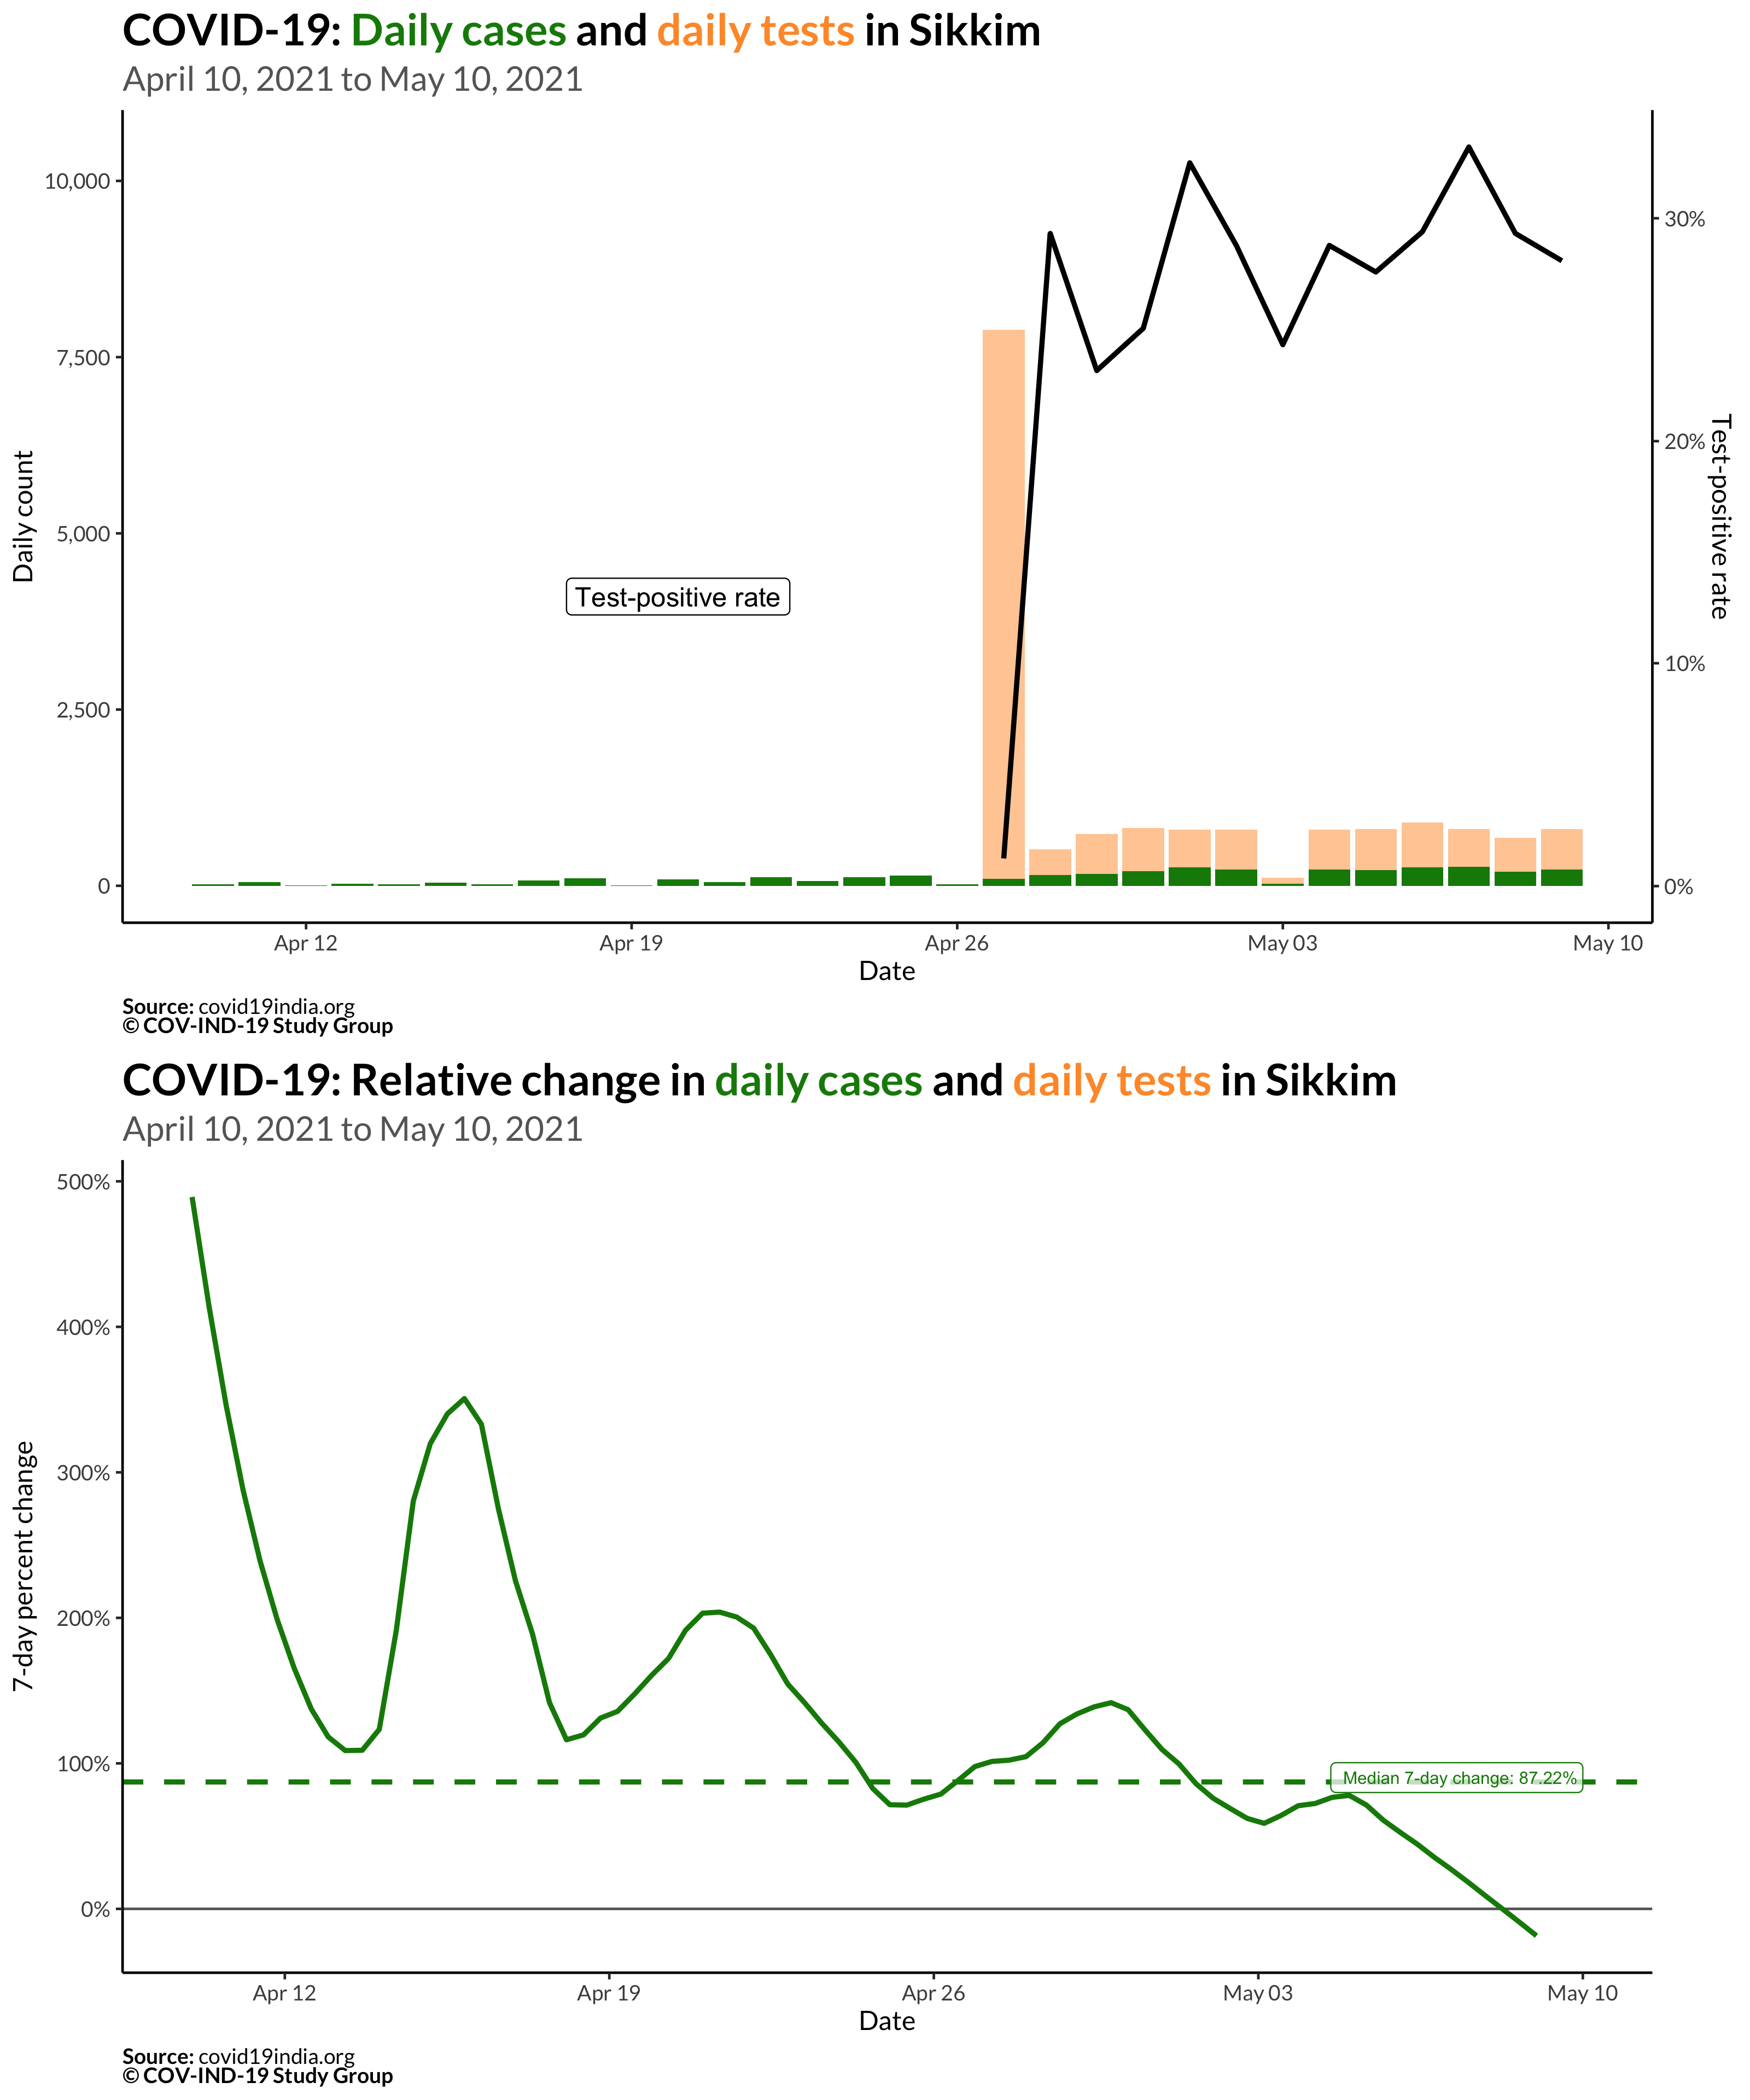 COVID-19: Daily cases and daily tests in Sikkim
April 10, 2021 to May 10, 2021
10,000
7,500
5,000
2,500
0
Daily count
Test-positive rate
30%
20%
10%
0%
Test-positive rate
Apr 12
Apr 19
Apr 26
May 03
May 10
Date
Source: covid19india.org
© COV-IND-19 Study Group
COVID-19: Relative change in daily cases and daily tests in Sikkim
April 10, 2021 to May 10, 2021
500%
400%
300%
200%
100%
0%
7-day percent change
Median 7-day change: 87.22%
Apr 12
Apr 19
Apr 26
May 03
May 10
Date
Source: covid19india.org
© COV-IND-19 Study Group